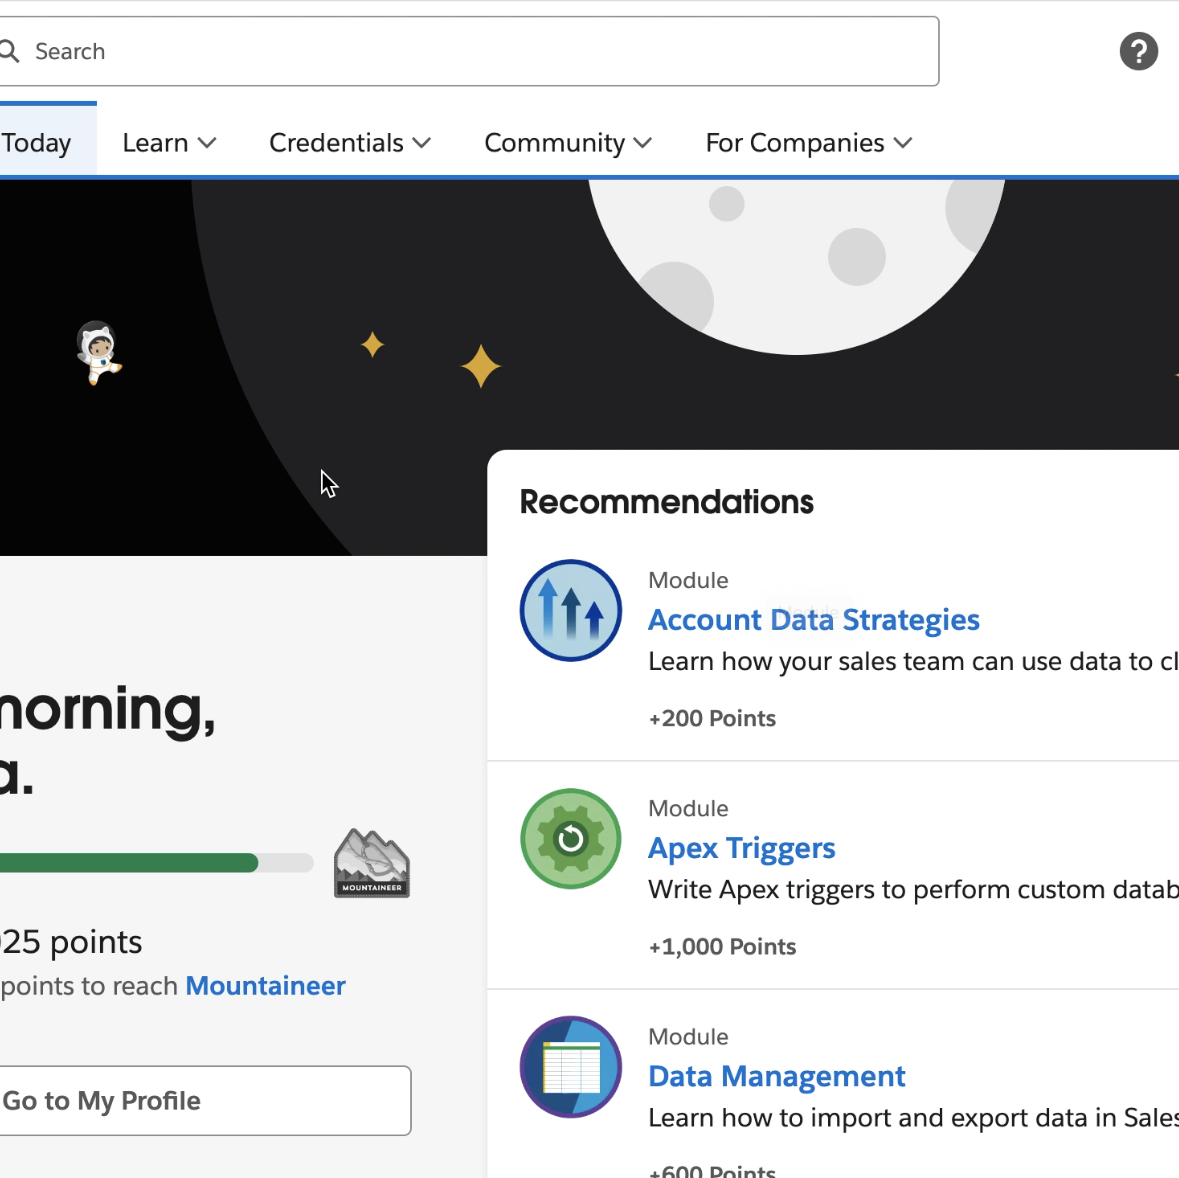 Search
Today Learn Credentials Community For Companies
Recommendations
Module
Account Data Strategies
Learn how your sales team can use data to cl
+200 Points
Module
Apex Triggers
Write Apex triggers to perform custom datab
+1,000 Points
Module
Data Management
Learn how to import and export data in Sales
+600 Points
morning,
a.
MOUNTAINEER
25 points
points to reach Mountaineer
Go to My Profile